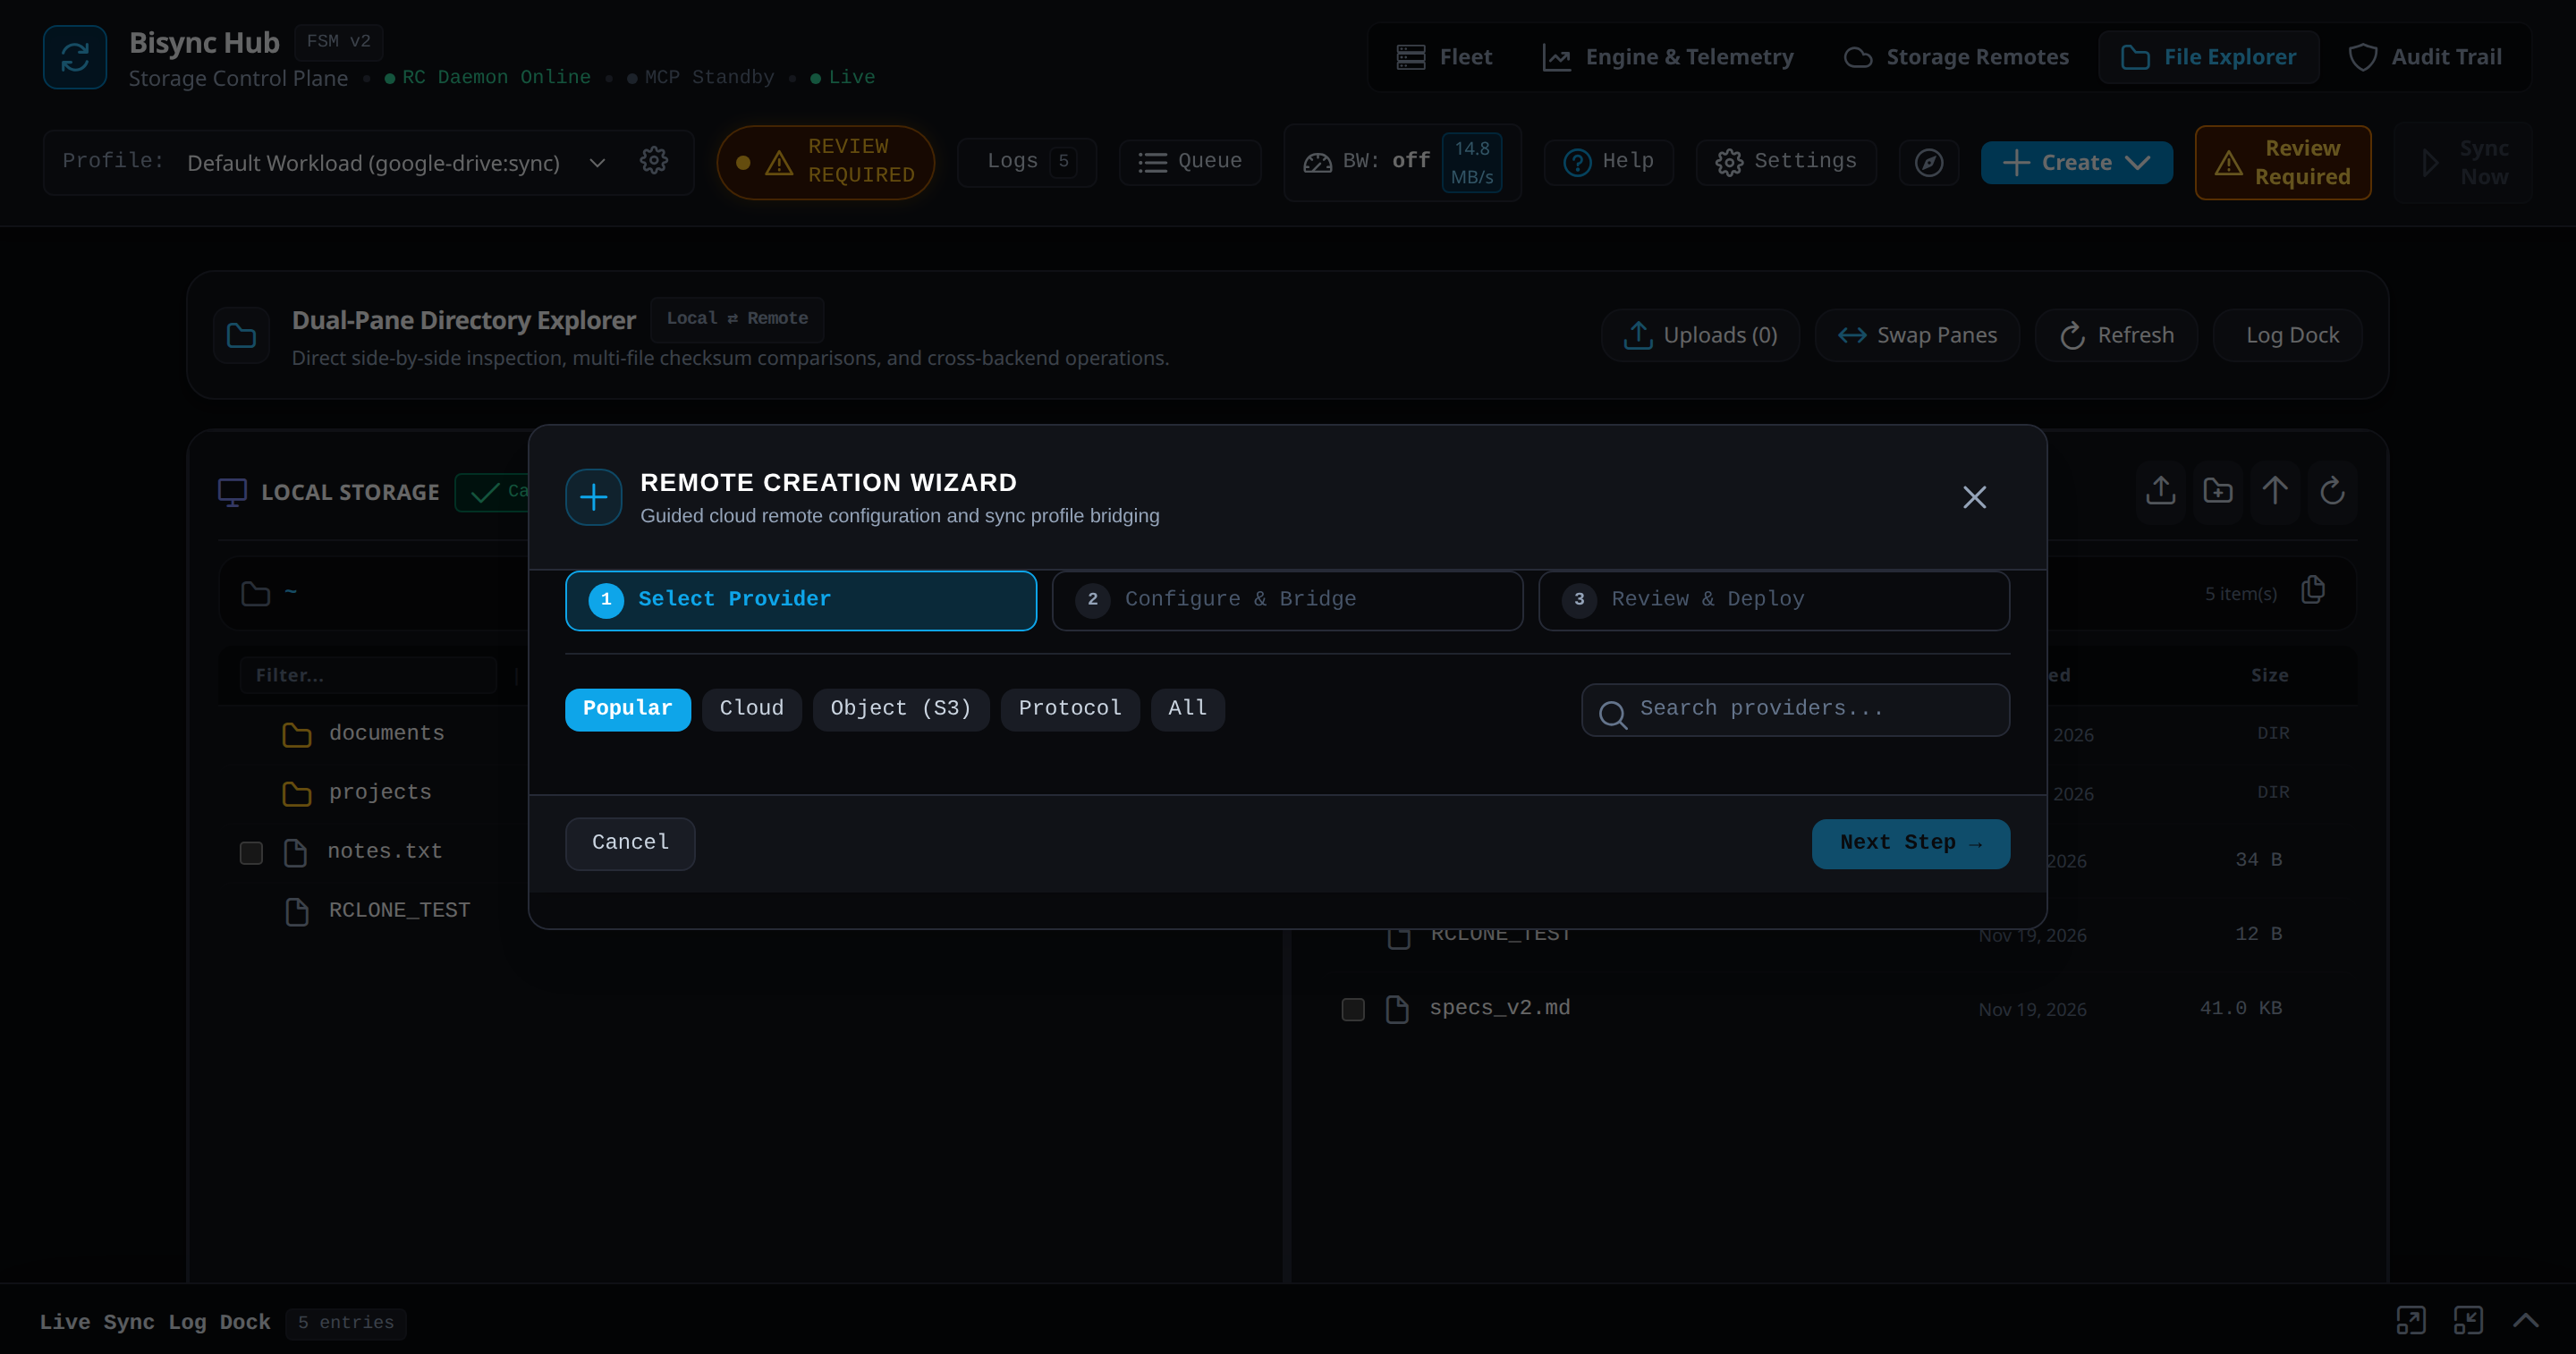 Bisync Hub FSM v2
Storage Control Plane • RC Daemon Online • MCP Standby • Live
Fleet Engine & Telemetry Storage Remotes File Explorer Audit Trail
Profile: Default Workload (google-drive:sync)
REVIEW
REQUIRED
Logs 5
Queue
BW: off
14.8
MB/s
Help
Settings
Create
Review
Required
Sync
Now
Dual-Pane Directory Explorer Local ⇄ Remote
Direct side-by-side inspection, multi-file checksum comparisons, and cross-backend operations.
Uploads (0) Swap Panes Refresh Log Dock
LOCAL STORAGE Ca
REMOTE CREATION WIZARD
Guided cloud remote configuration and sync profile bridging
1 Select Provider
2 Configure & Bridge
3 Review & Deploy
Popular Cloud Object (S3) Protocol All
Search providers...
Cancel
Next Step →
~
5 item(s)
Filter...
ed Size
documents
projects
notes.txt
RCLONE_TEST
2026 DIR
2026 DIR
2026 34 B
RCLONE_TEST Nov 19, 2026 12 B
specs_v2.md Nov 19, 2026 41.0 KB
Live Sync Log Dock 5 entries